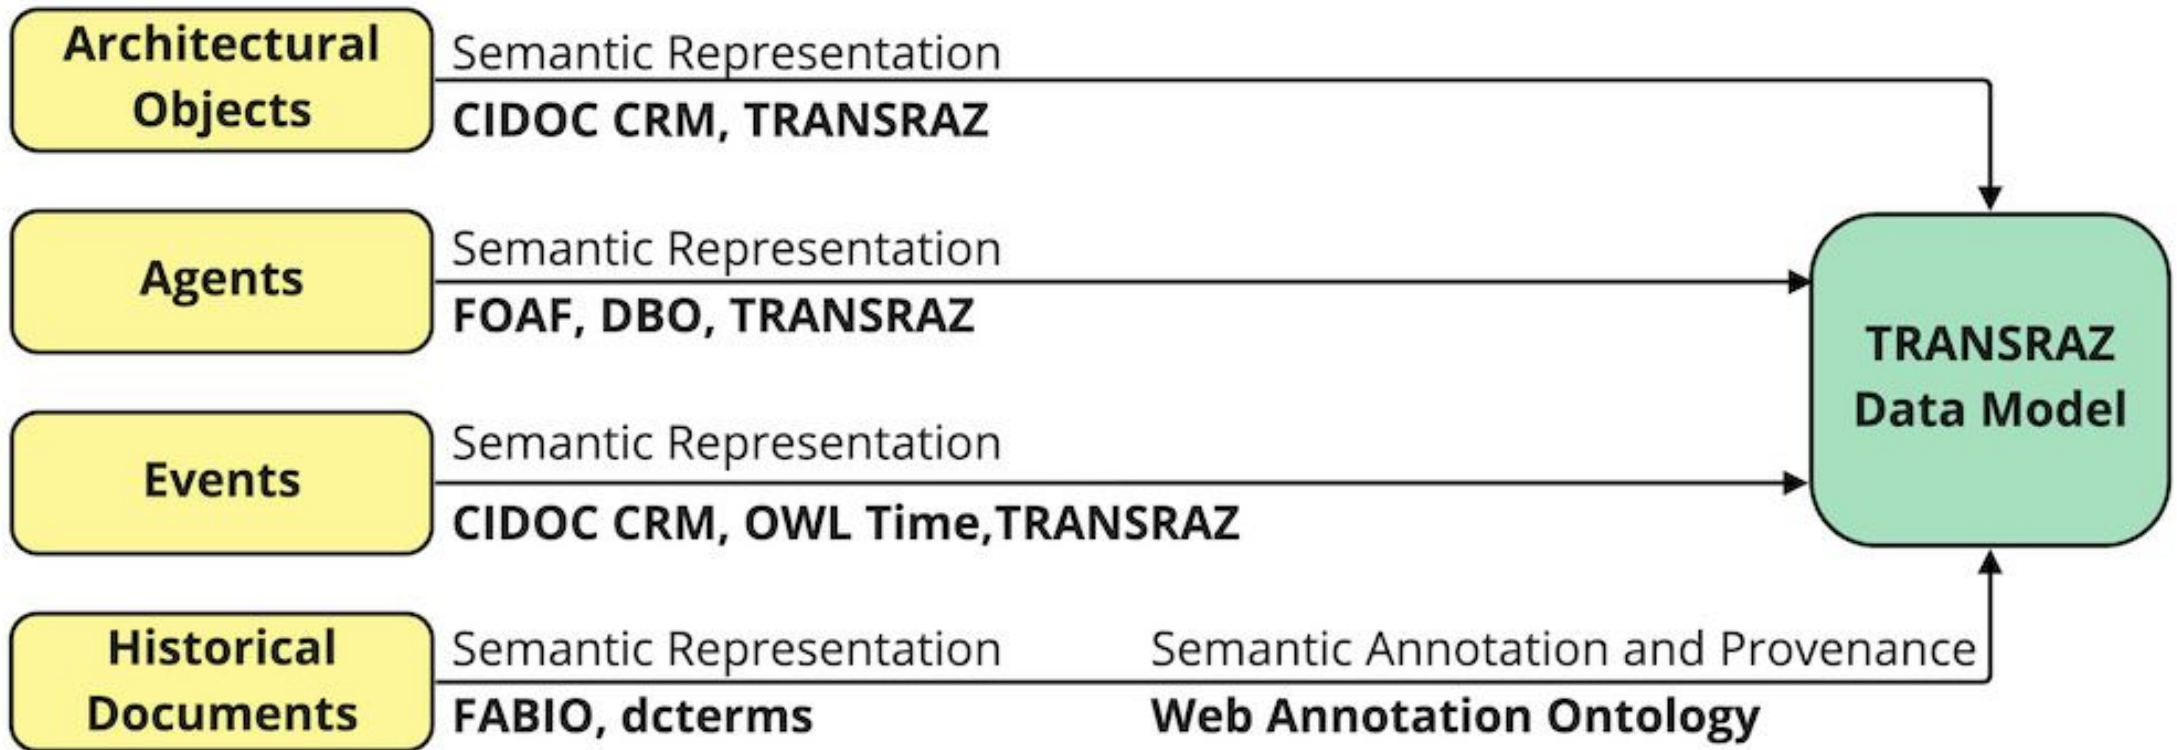 Architectural
Objects
Semantic Representation
CIDOC CRM, TRANSRAZ
Agents
Semantic Representation
FOAF, DBO, TRANSRAZ
Events
Semantic Representation
CIDOC CRM, OWL Time,TRANSRAZ
TRANSRAZ
Data Model
Historical
Documents
Semantic Representation
FABIO, dcterms
Semantic Annotation and Provenance
Web Annotation Ontology